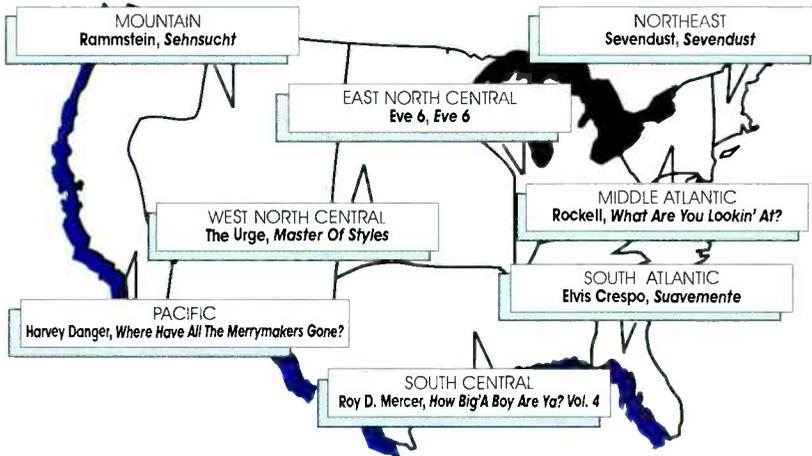 MOUNTAIN
Rammstein, Sehnsucht
NORTHEAST
Sevendust, Sevendust
EAST NORTH CENTRAL
Eve 6, Eve 6
WEST NORTH CENTRAL
The Urge, Master Of Styles
MIDDLE ATLANTIC
Rockell, What Are You Lookin' At?
SOUTH ATLANTIC
Elvis Crespo, Suavemente
PACIFIC
Harvey Danger, Where Have All The Merrymakers Gone?
SOUTH CENTRAL
Roy D. Mercer, How Big'A Boy Are Ya? Vol. 4